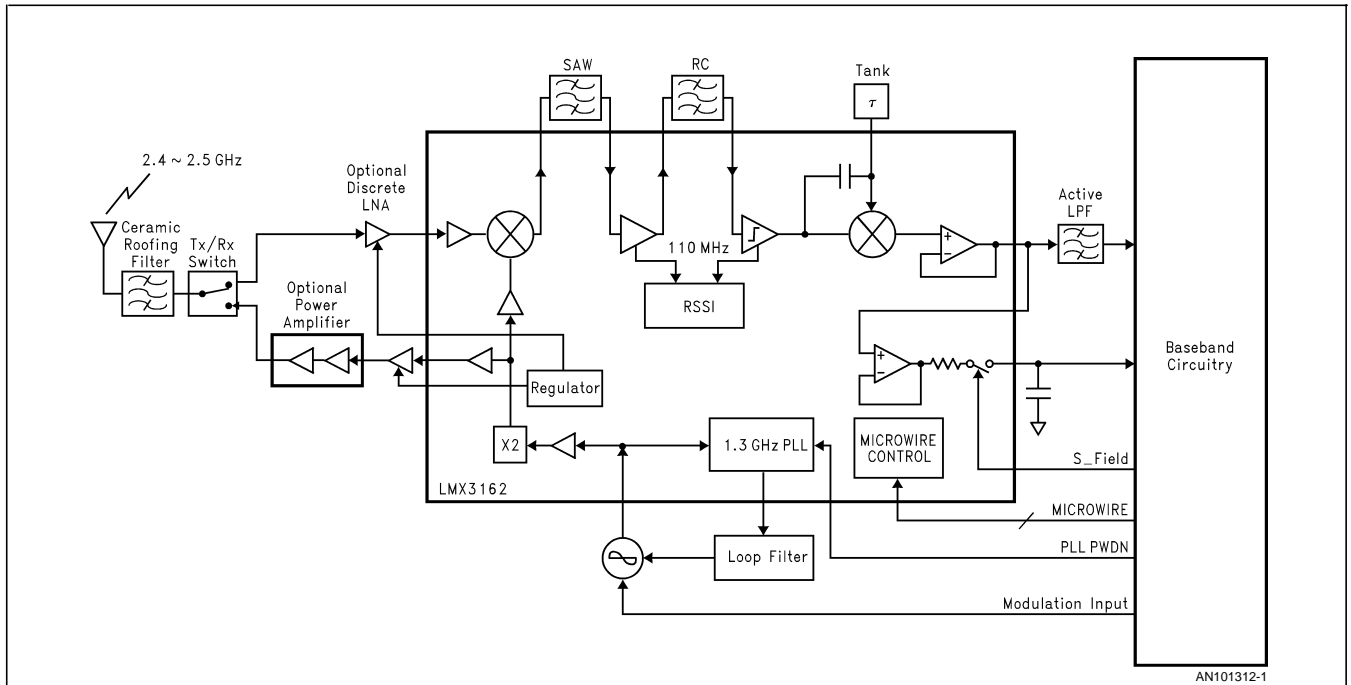 SAW
RC
Tank
τ
2.4 ~ 2.5 GHz
Optional
Discrete
LNA
Ceramic
Roofing
Filter
Tx/Rx
Switch
Optional
Power
Amplifier
110 MHz
RSSI
+
−
Active
LPF
Baseband
Circuitry
+
−
Regulator
X2
1.3 GHz PLL
MICROWIRE
CONTROL
S_Field
LMX3162
MICROWIRE
PLL PWDN
Loop Filter
Modulation Input
AN101312-1